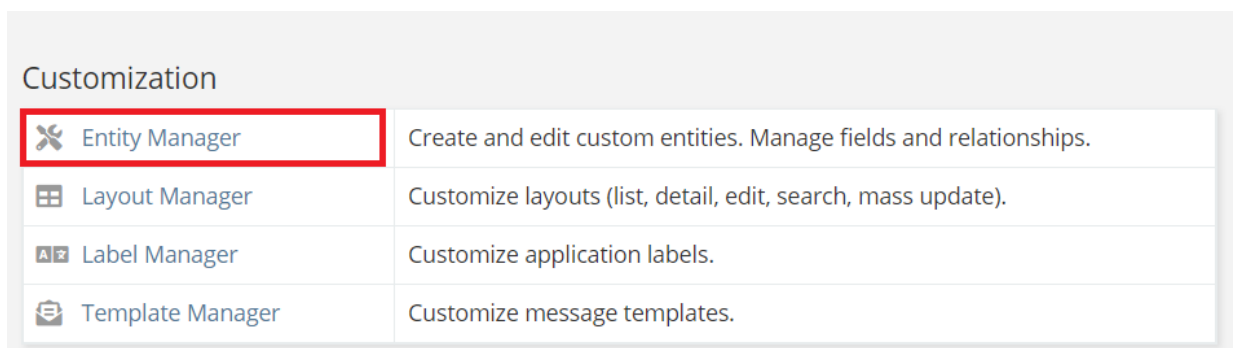 Customization
Entity Manager Create and edit custom entities. Manage fields and relationships.
Layout Manager Customize layouts (list, detail, edit, search, mass update).
Label Manager Customize application labels.
Template Manager Customize message templates.